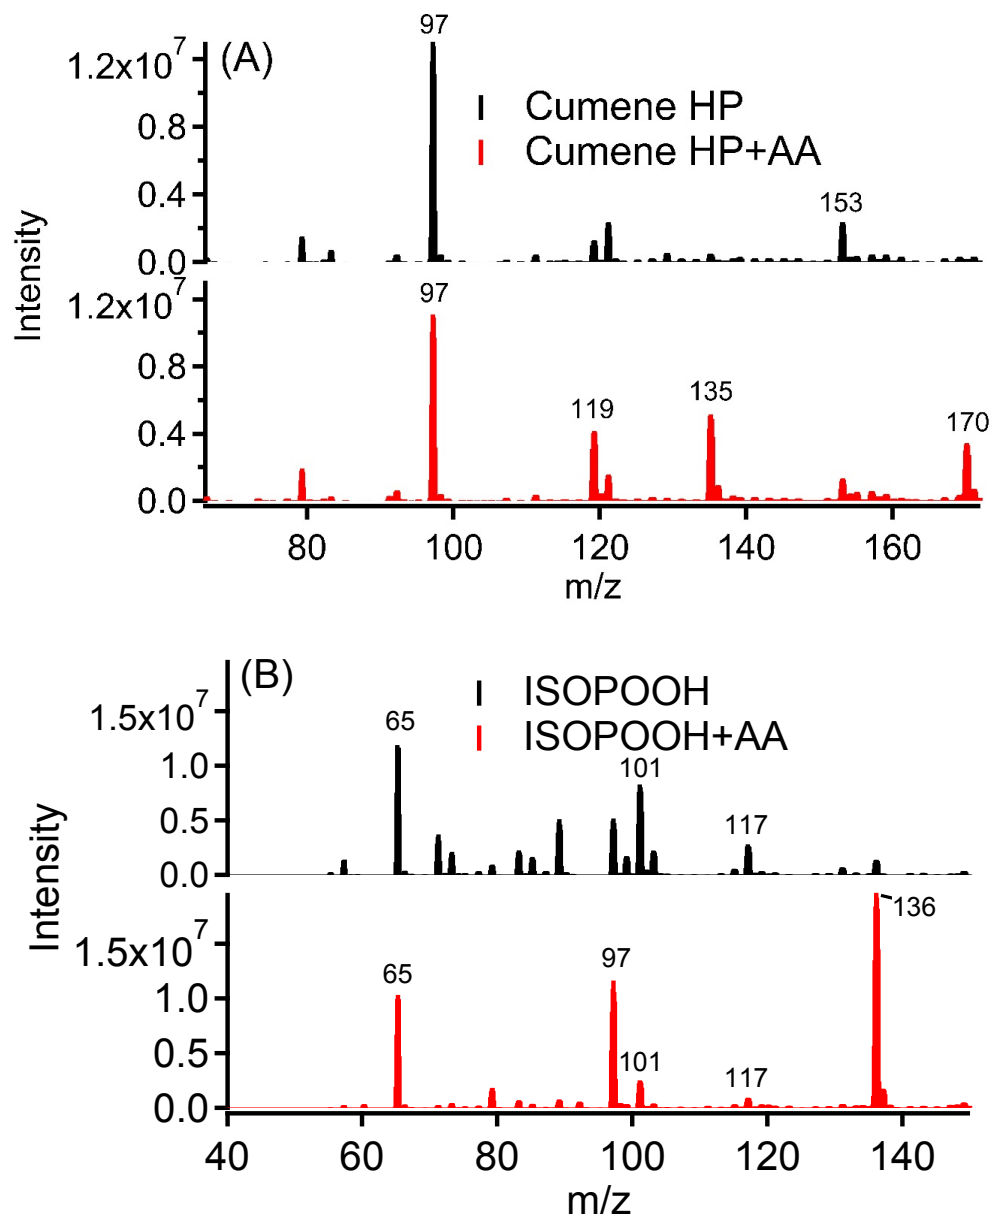 97
1.2x10^7
(A)
Cumene HP
Cumene HP+AA
0.8
0.4
153
0.0
Intensity
1.2x10^7
97
0.8
0.4
119
135
170
0.0
80
100
120
140
160
m/z
(B)
ISOPOOH
ISOPOOH+AA
1.5x10^7
65
1.0
101
0.5
117
0.0
Intensity
136
1.5x10^7
65
97
1.0
0.5
101
117
0.0
40
60
80
100
120
140
m/z